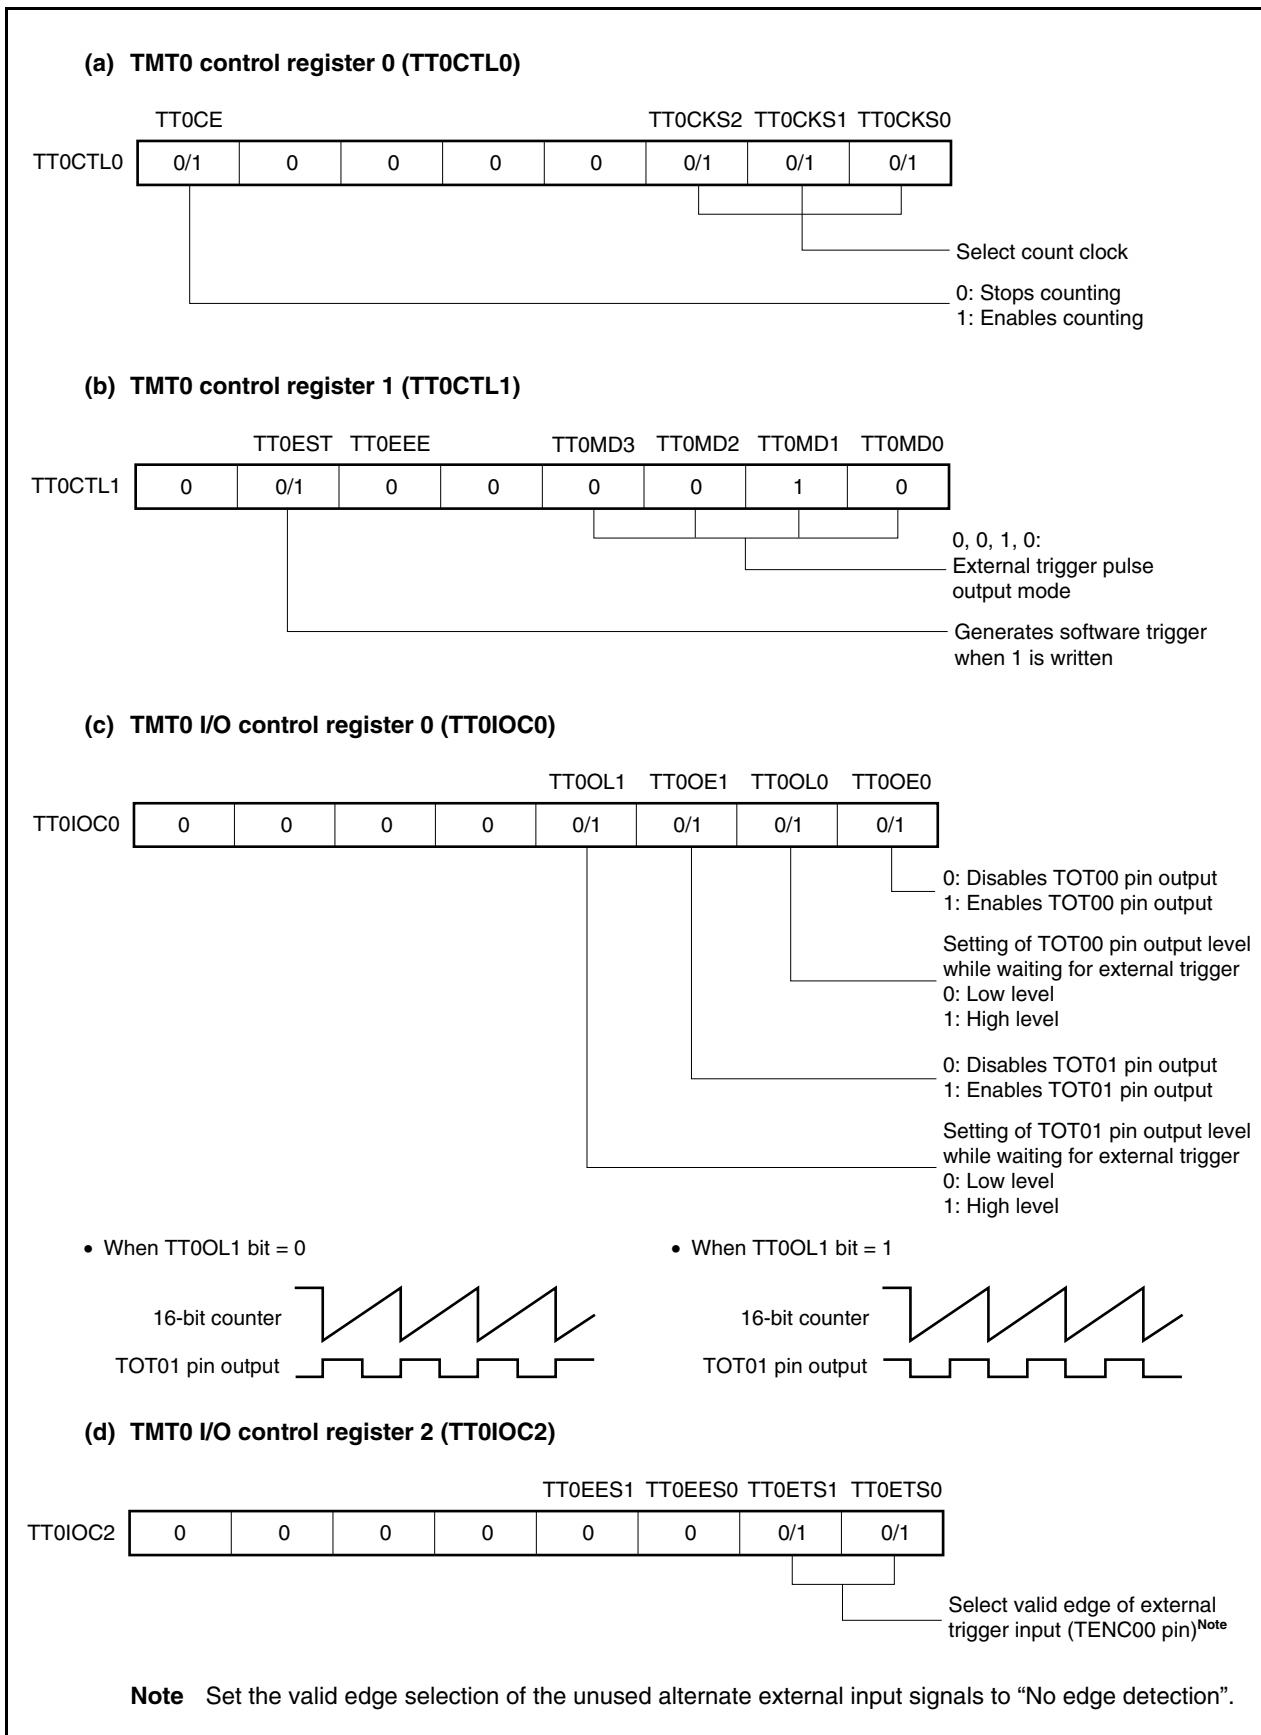 (a) TMT0 control register 0 (TT0CTL0)
TT0CE TT0CKS2 TT0CKS1 TT0CKS0
TT0CTL0 0/1 0 0 0 0 0/1 0/1 0/1
Select count clock
0: Stops counting
1: Enables counting
(b) TMT0 control register 1 (TT0CTL1)
TT0EST TT0EEE TT0MD3 TT0MD2 TT0MD1 TT0MD0
TT0CTL1 0 0/1 0 0 0 0 1 0
0, 0, 1, 0:
External trigger pulse
output mode
Generates software trigger
when 1 is written
(c) TMT0 I/O control register 0 (TT0IOC0)
TT0OL1 TT0OE1 TT0OL0 TT0OE0
TT0IOC0 0 0 0 0 0/1 0/1 0/1 0/1
0: Disables TOT00 pin output
1: Enables TOT00 pin output
Setting of TOT00 pin output level
while waiting for external trigger
0: Low level
1: High level
0: Disables TOT01 pin output
1: Enables TOT01 pin output
Setting of TOT01 pin output level
while waiting for external trigger
0: Low level
1: High level
• When TT0OL1 bit = 0
16-bit counter
TOT01 pin output
• When TT0OL1 bit = 1
16-bit counter
TOT01 pin output
(d) TMT0 I/O control register 2 (TT0IOC2)
TT0EES1 TT0EES0 TT0ETS1 TT0ETS0
TT0IOC2 0 0 0 0 0 0 0/1 0/1
Select valid edge of external
trigger input (TENC00 pin)Note
Note Set the valid edge selection of the unused alternate external input signals to “No edge detection”.